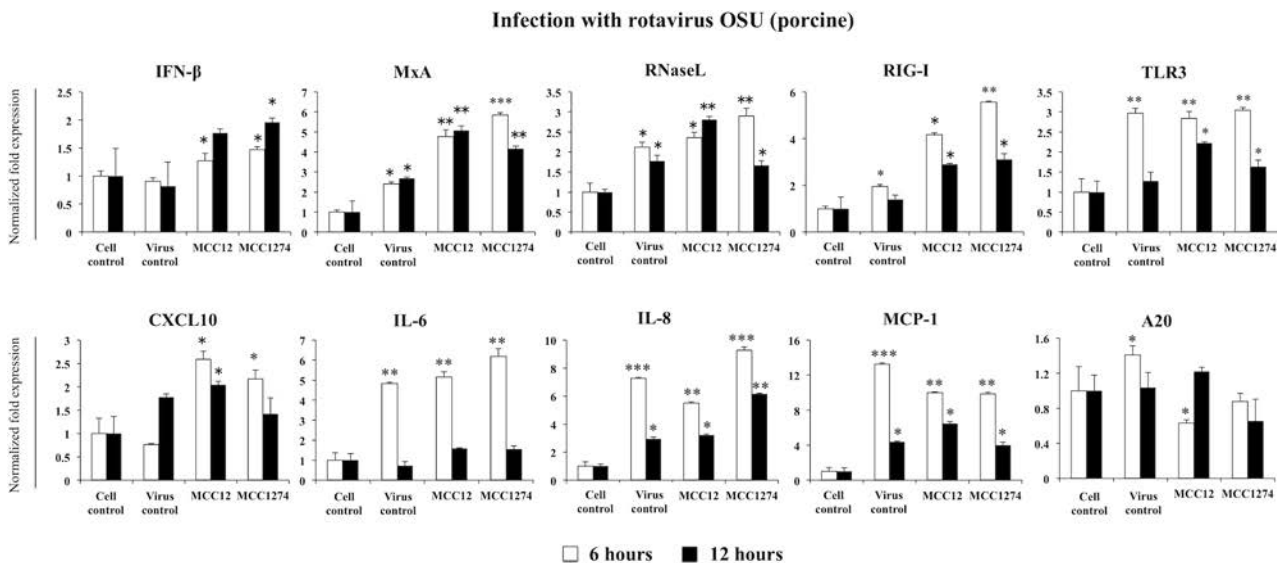 Infection with rotavirus OSU (porcine)
IFN-β MxA RNaseL RIG-I TLR3
Normalized fold expression
2.5 2 1.5 1 0.5 0
* * *
Cell control Virus control MCC12 MCC1274
7 6 5 4 3 2 1 0
* * ** ** *** **
Cell control Virus control MCC12 MCC1274
3.5 3 2.5 2 1.5 1 0.5 0
* * ** ** ** *
Cell control Virus control MCC12 MCC1274
6 4 2 0
* * * ** *
Cell control Virus control MCC12 MCC1274
3.5 3 2.5 2 1.5 1 0.5 0
** ** * ** *
Cell control Virus control MCC12 MCC1274
CXCL10 IL-6 IL-8 MCP-1 A20
Normalized fold expression
3 2.5 2 1.5 1 0.5 0
* * *
Cell control Virus control MCC12 MCC1274
7 6 5 4 3 2 1 0
** ** **
Cell control Virus control MCC12 MCC1274
10.0 8.0 6.0 4.0 2.0 0.0
*** * ** * *** **
Cell control Virus control MCC12 MCC1274
16 12 8 4 0
*** * ** * ** *
Cell control Virus control MCC12 MCC1274
1.6 1.2 0.8 0.4 0
* *
Cell control Virus control MCC12 MCC1274
6 hours 12 hours